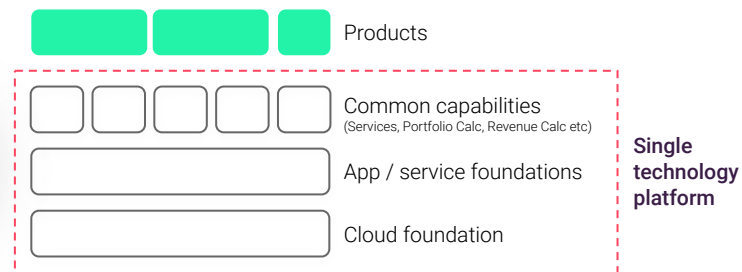 Products
Common capabilities
(Services, Portfolio Calc, Revenue Calc etc)
App / service foundations
Cloud foundation
Single
technology
platform